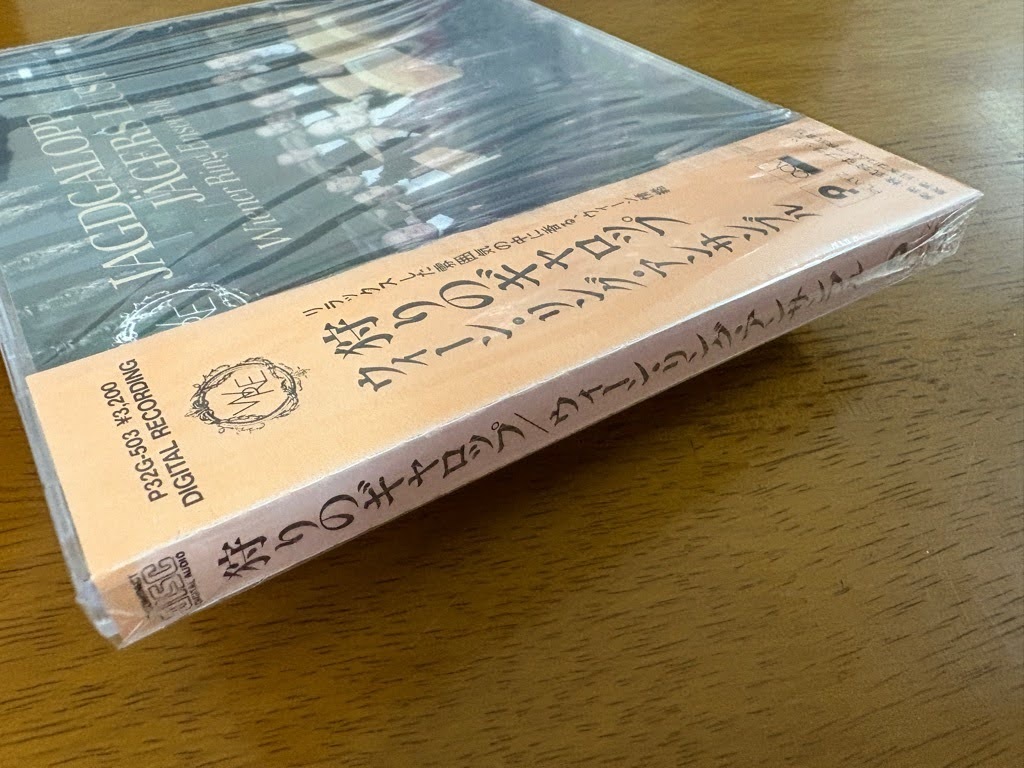 JAGDGALOPP
JÄGERS LUST
Wiener Ring-Ensemble
WRE
リラックスした雰囲気の中に香る、ウィーン情緒
狩りのギャロップ
ウィーン・リング・アンサンブル
WRE
P32G-503 ¥3,200
DIGITAL RECORDING
COMPACT
DISC
DIGITAL AUDIO
狩りのギャロップ/ウィーン・リング・アンサンブル